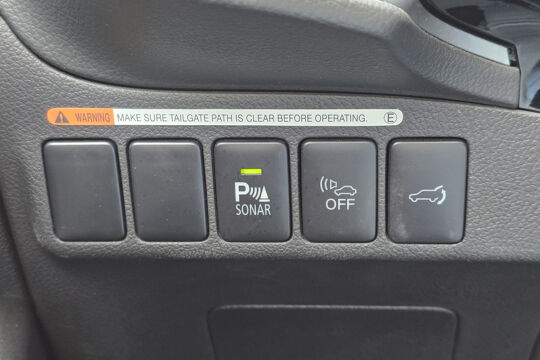 WARNING MAKE SURE TAILGATE PATH IS CLEAR BEFORE OPERATING. E
P
SONAR
OFF